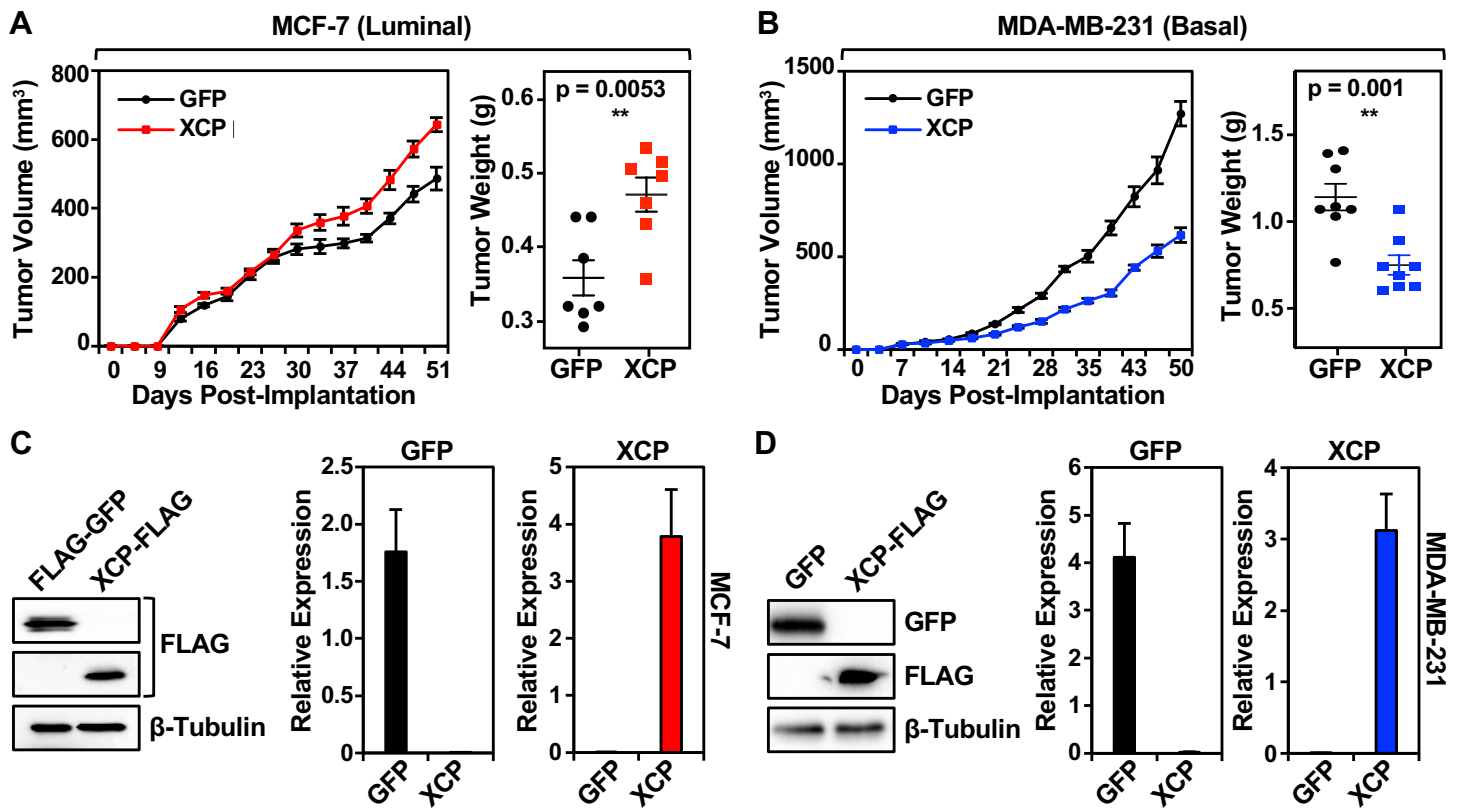 A
MCF-7 (Luminal)
Tumor Volume (mm³)
800
600
400
200
0
GFP
XCP
0 9 16 23 30 37 44 51
Days Post-Implantation
Tumor Weight (g)
0.6
0.5
0.4
0.3
p = 0.0053
**
GFP XCP
B
MDA-MB-231 (Basal)
Tumor Volume (mm³)
1500
1000
500
0
GFP
XCP
0 7 14 21 28 35 43 50
Days Post-Implantation
Tumor Weight (g)
1.5
1.0
0.5
p = 0.001
**
GFP XCP
C
FLAG-GFP
XCP-FLAG
FLAG
β-Tubulin
GFP
Relative Expression
2.5
2.0
1.5
1.0
0.5
0
GFP
XCP
XCP
Relative Expression
5
4
3
2
1
0
GFP
XCP
MCF-7
D
GFP
XCP-FLAG
GFP
FLAG
β-Tubulin
GFP
Relative Expression
6
5
4
3
2
1
0
GFP
XCP
XCP
Relative Expression
4
3
2
1
0
GFP
XCP
MDA-MB-231